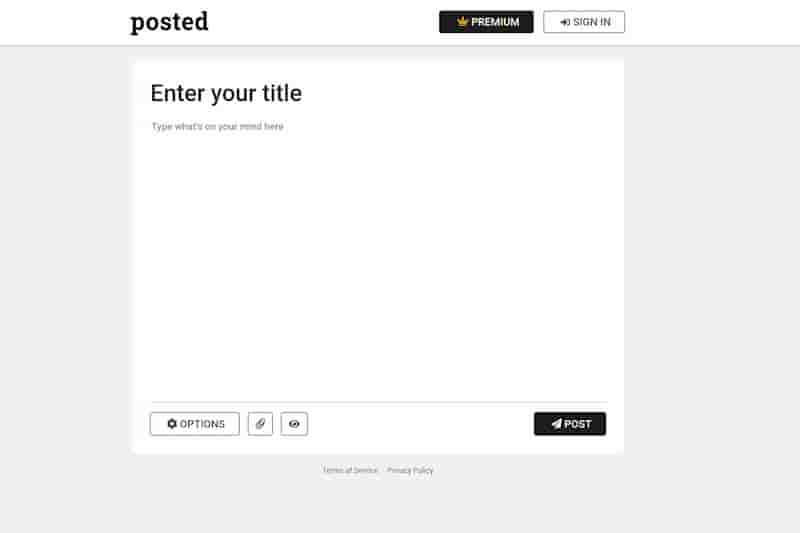 posted
PREMIUM
SIGN IN
Enter your title
Type what's on your mind here
OPTIONS
POST
Terms of Service Privacy Policy